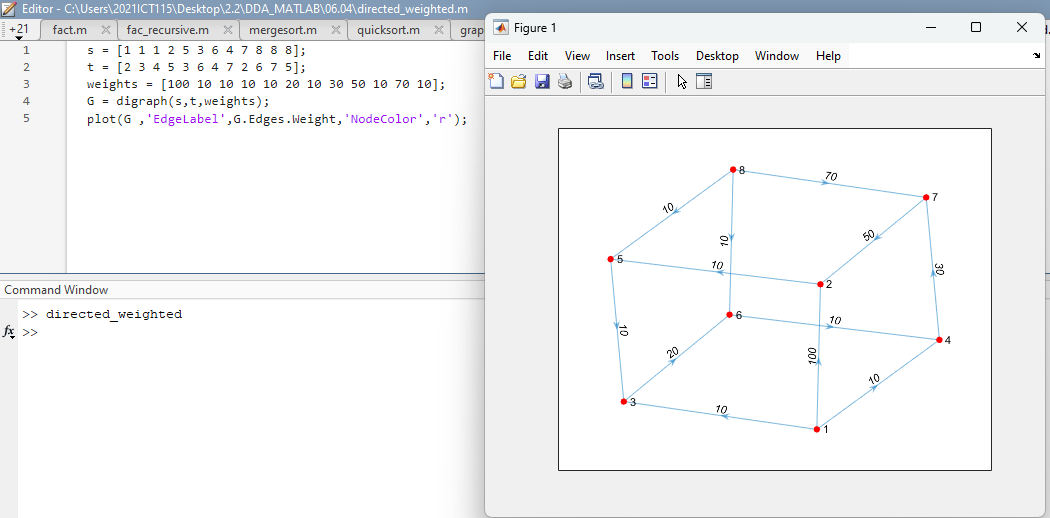 Editor - C:\Users\2021ICT115\Desktop\2.2\DDA_MATLAB\06.04\directed_weighted.m
+21 fact.m fac_recursive.m mergesort.m quicksort.m grap
1 s = [1 1 1 2 5 3 6 4 7 8 8 8];
2 t = [2 3 4 5 3 6 4 7 2 6 7 5];
3 weights = [100 10 10 10 10 20 10 30 50 10 70 10];
4 G = digraph(s,t,weights);
5 plot(G ,'EdgeLabel',G.Edges.Weight,'NodeColor','r');
Command Window
>> directed_weighted
fx >>
Figure 1
File Edit View Insert Tools Desktop Window Help
8
70
7
10
10
50
5
10
2
10
30
6
10
4
10
20
100
10
3
10
1